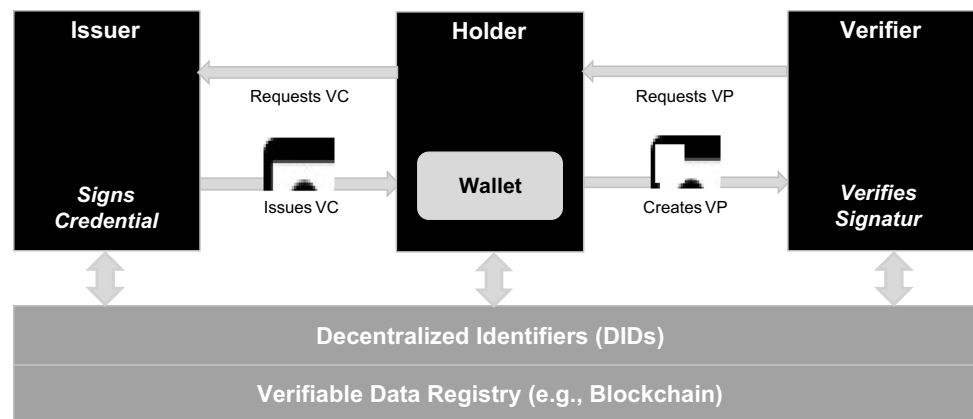 Issuer
Holder
Verifier
Requests VC
Requests VP
Signs
Credential
Issues VC
Wallet
Creates VP
Verifies
Signatur
Decentralized Identifiers (DIDs)
Verifiable Data Registry (e.g., Blockchain)